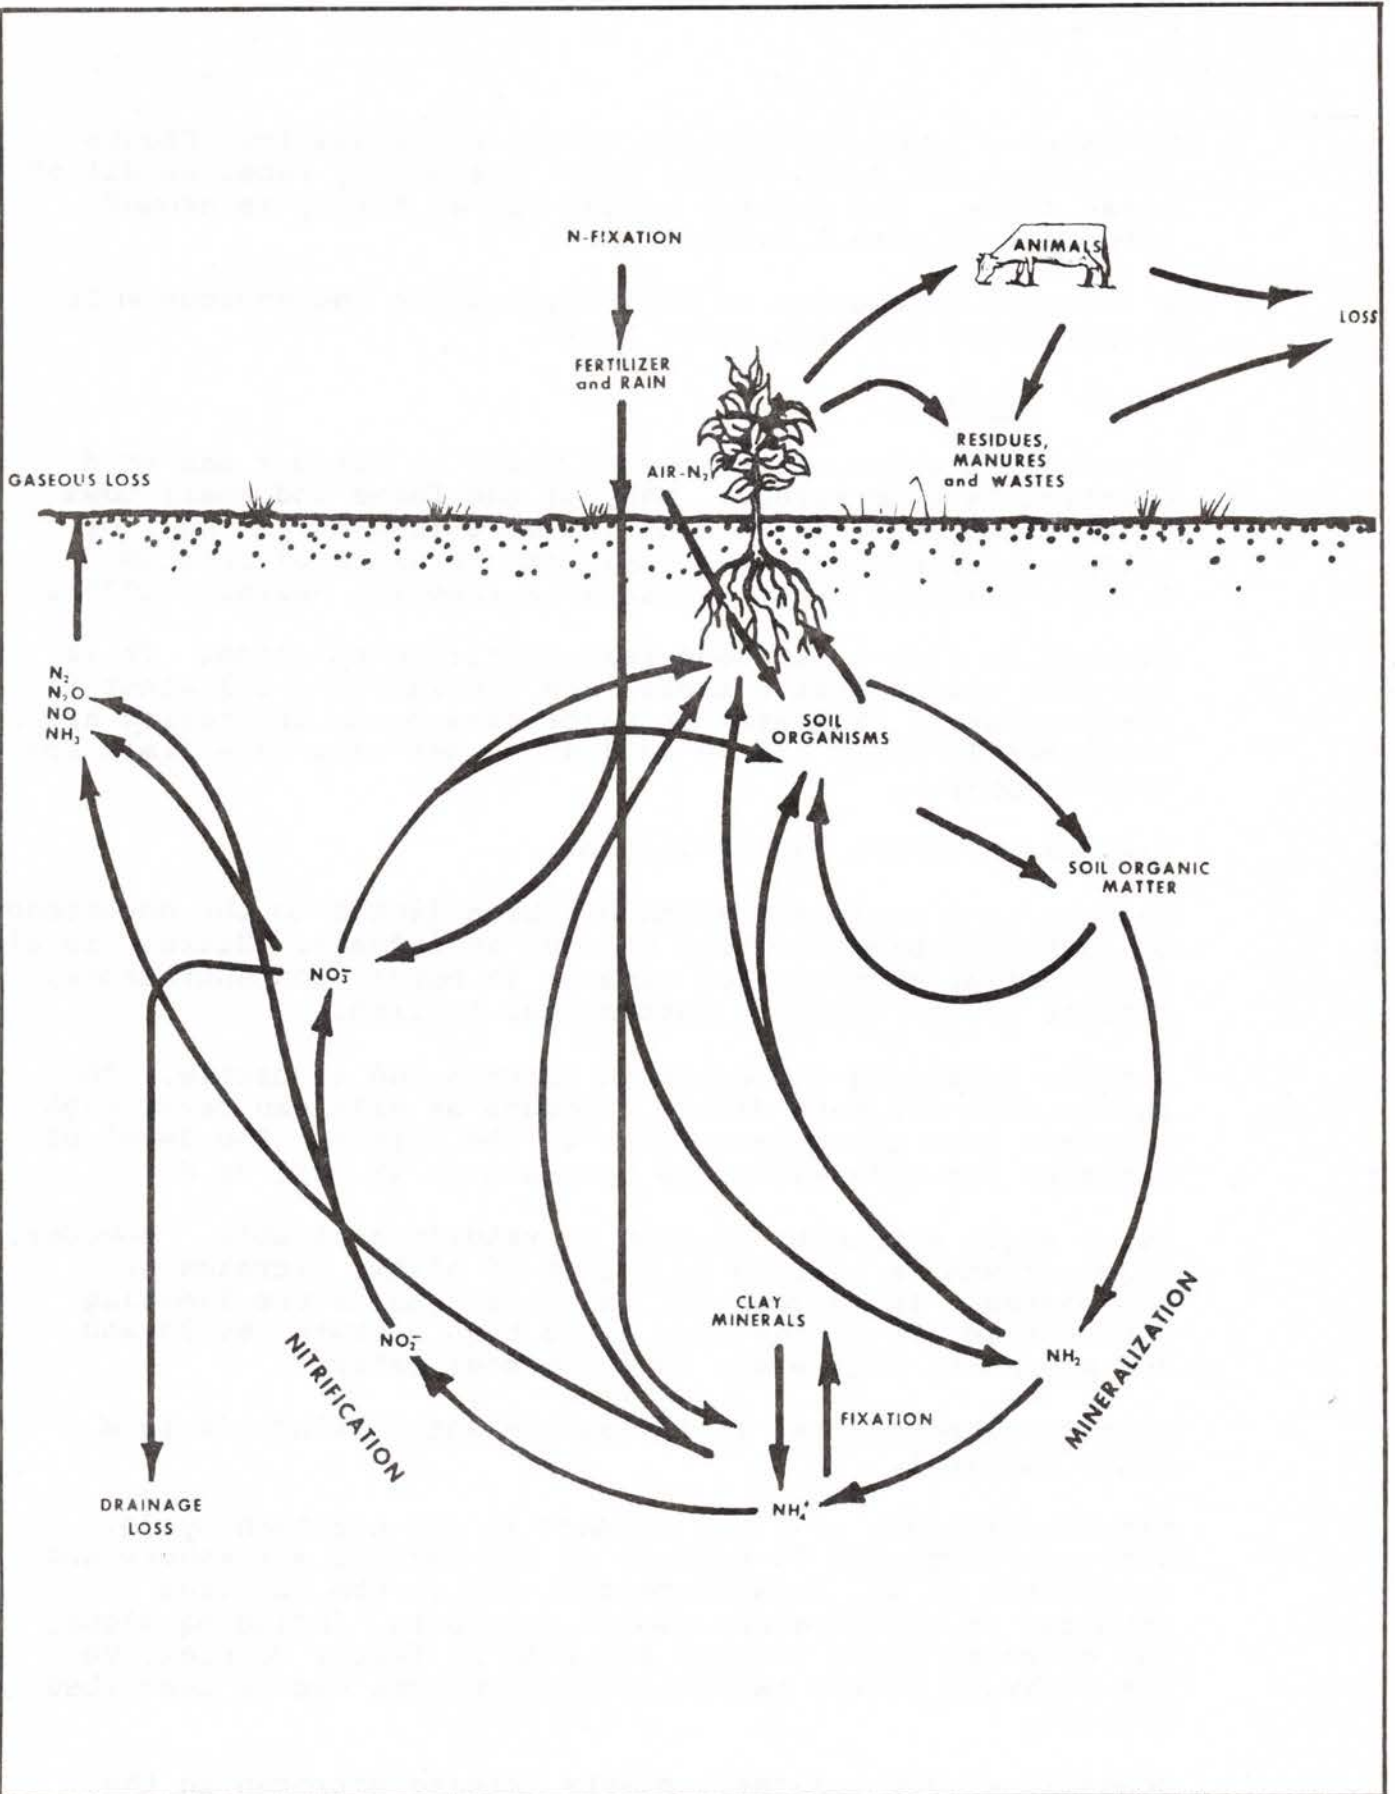 N-FIXATION
ANIMALS
LOSS
FERTILIZER
and RAIN
RESIDUES,
MANURES
and WASTES
AIR-N₂
GASEOUS LOSS
N₂
N₂O
NO
NH₃
SOIL
ORGANISMS
SOIL ORGANIC
MATTER
NO₃⁻
CLAY
MINERALS
NO₂⁻
NH₂
NITRIFICATION
MINERALIZATION
FIXATION
DRAINAGE
LOSS
NH₄⁺